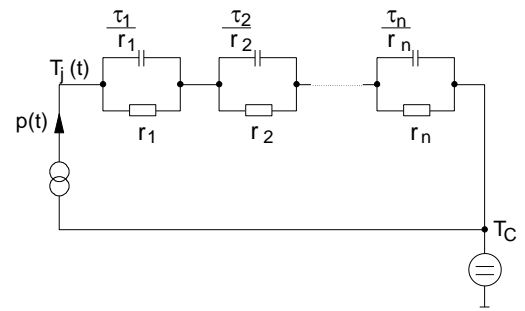 τ1/r1
τ2/r2
τn/rn
Tj (t)
r1
r2
rn
p(t)
TC